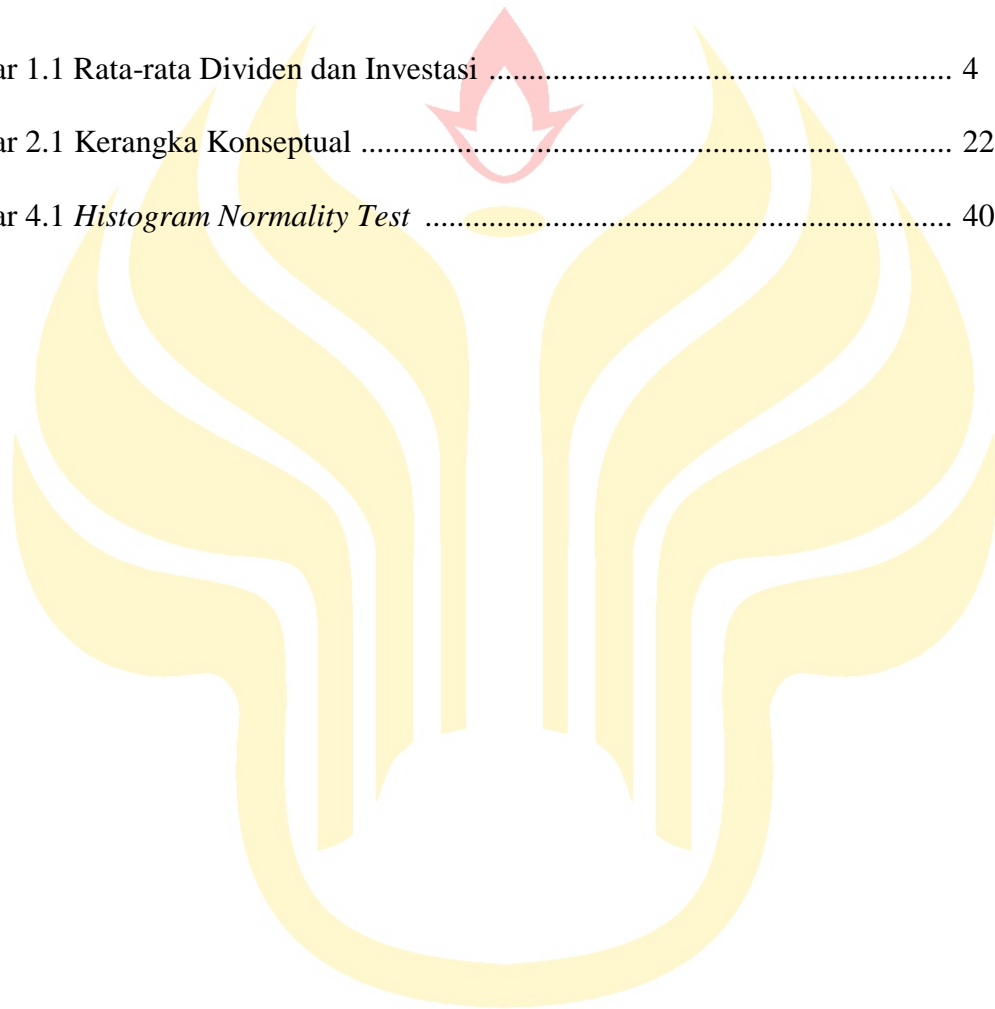 ar 1.1 Rata-rata Dividen dan Investasi ........................................................... 4
ar 2.1 Kerangka Konseptual ........................................................................... 22
ar 4.1 Histogram Normality Test ................................................................... 40